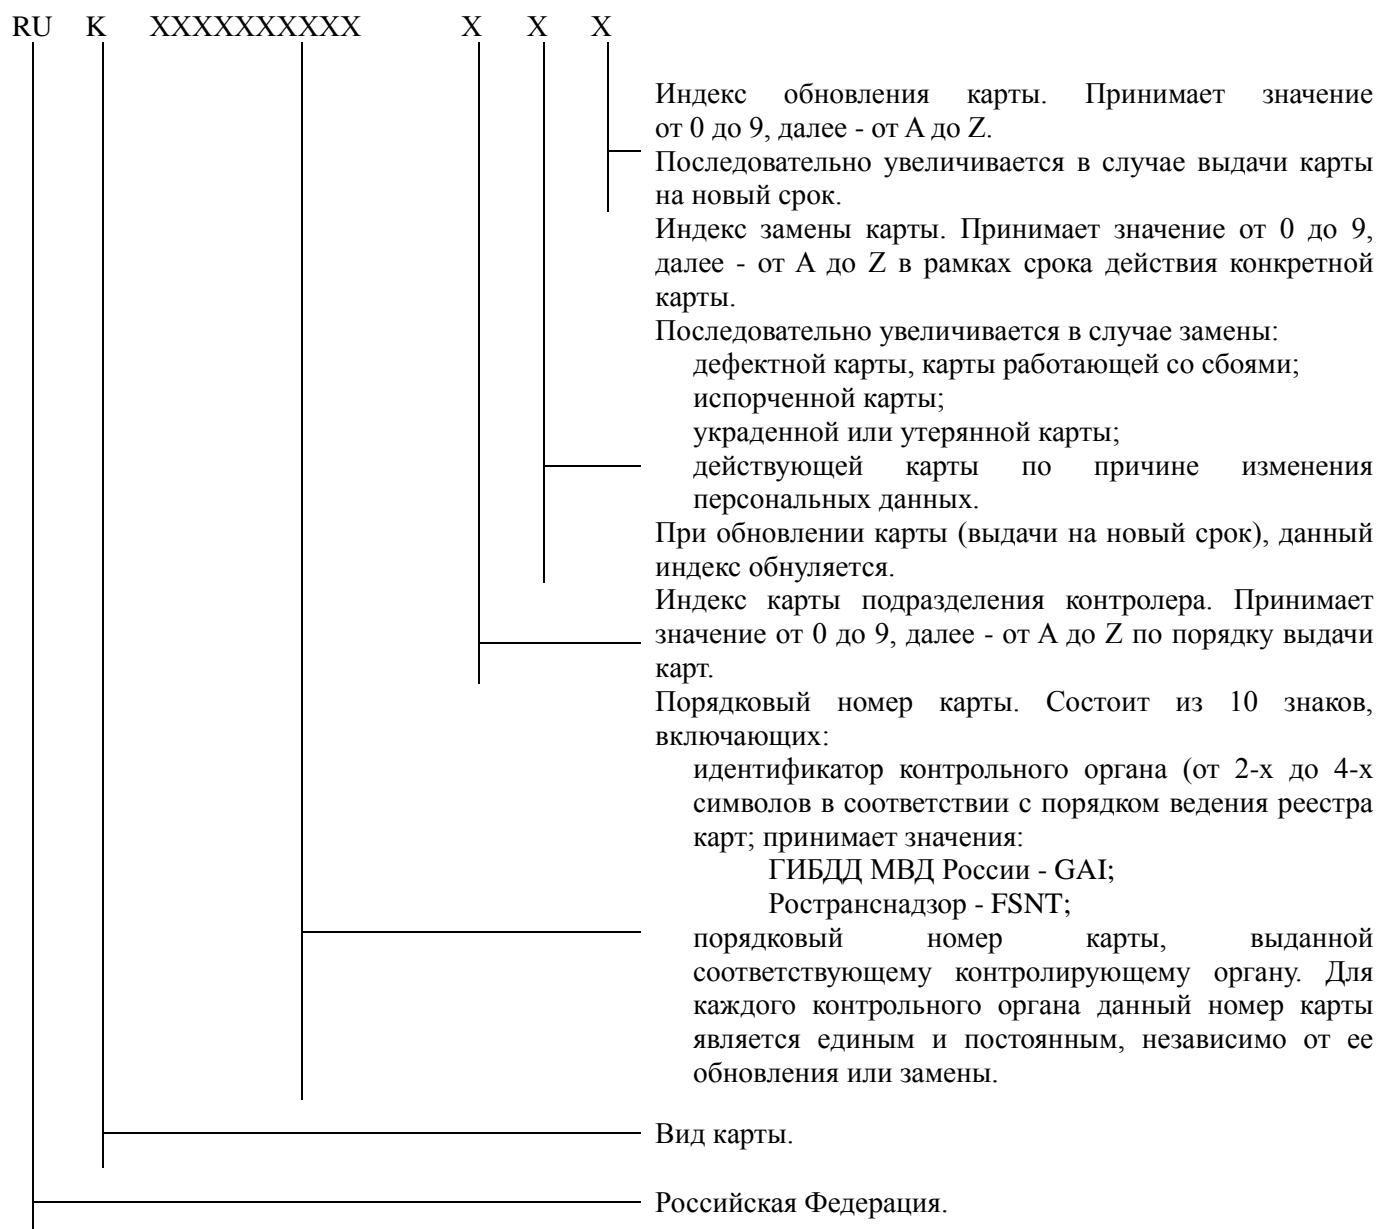 RU K XXXXXXXXXX X X X
Индекс обновления карты. Принимает значение
от 0 до 9, далее - от A до Z.
Последовательно увеличивается в случае выдачи карты
на новый срок.
Индекс замены карты. Принимает значение от 0 до 9,
далее - от A до Z в рамках срока действия конкретной
карты.
Последовательно увеличивается в случае замены:
дефектной карты, карты работающей со сбоями;
испорченной карты;
украденной или утерянной карты;
действующей карты по причине изменения
персональных данных.
При обновлении карты (выдачи на новый срок), данный
индекс обнуляется.
Индекс карты подразделения контролера. Принимает
значение от 0 до 9, далее - от A до Z по порядку выдачи
карт.
Порядковый номер карты. Состоит из 10 знаков,
включающих:
идентификатор контрольного органа (от 2-х до 4-х
символов в соответствии с порядком ведения реестра
карт; принимает значения:
ГИБДД МВД России - GAI;
Ространснадзор - FSNT;
порядковый номер карты, выданной
соответствующему контролирующему органу. Для
каждого контрольного органа данный номер карты
является единым и постоянным, независимо от ее
обновления или замены.
Вид карты.
Российская Федерация.